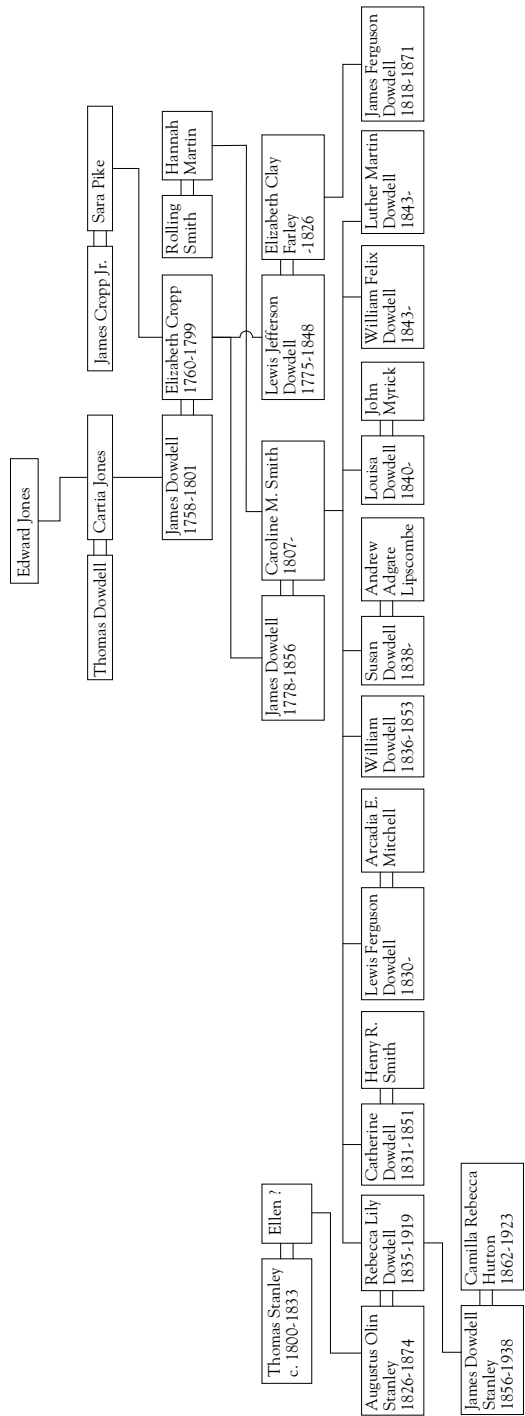 Edward Jones
Thomas Dowdell
Cartia Jones
James Cropp Jr.
Sara Pike
James Dowdell
1758-1801
Elizabeth Cropp
1760-1799
Rolling
Smith
Hannah
Martin
Thomas Stanley
c. 1800-1833
Ellen ?
James Dowdell
1778-1856
Caroline M. Smith
1807-
Lewis Jefferson
Dowdell
1775-1848
Elizabeth Clay
Farley
-1826
Augustus Olin
Stanley
1826-1874
Rebecca Lily
Dowdell
1835-1919
Catherine
Dowdell
1831-1851
Henry R.
Smith
Lewis Ferguson
Dowdell
1830-
Arcadia E.
Mitchell
William
Dowdell
1836-1853
Susan
Dowdell
1838-
Andrew
Adgate
Lipscombe
Louisa
Dowdell
1840-
John
Myrick
William Felix
Dowdell
1843-
Luther Martin
Dowdell
1843-
James Ferguson
Dowdell
1818-1871
James Dowdell
Stanley
1856-1938
Camilla Rebecca
Hutton
1862-1923